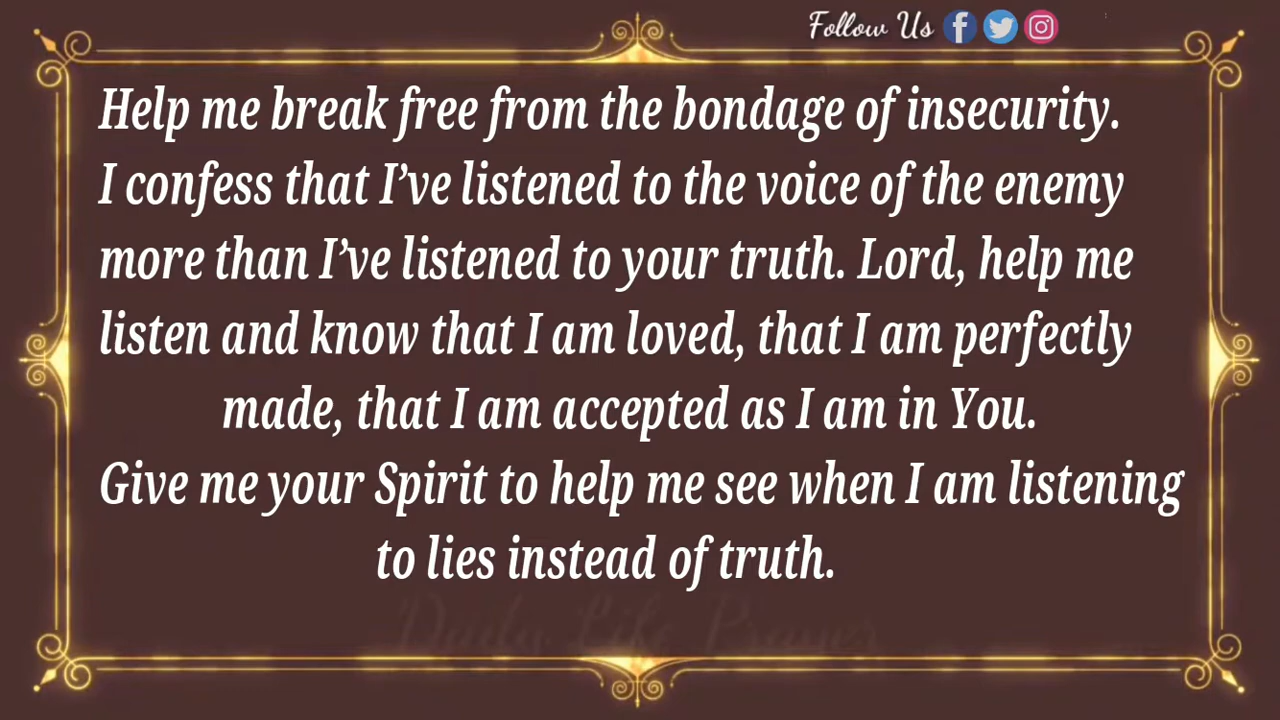 Follow Us
Help me break free from the bondage of insecurity.
I confess that I’ve listened to the voice of the enemy
more than I’ve listened to your truth. Lord, help me
listen and know that I am loved, that I am perfectly
made, that I am accepted as I am in You.
Give me your Spirit to help me see when I am listening
to lies instead of truth.
Daily Life Prayer